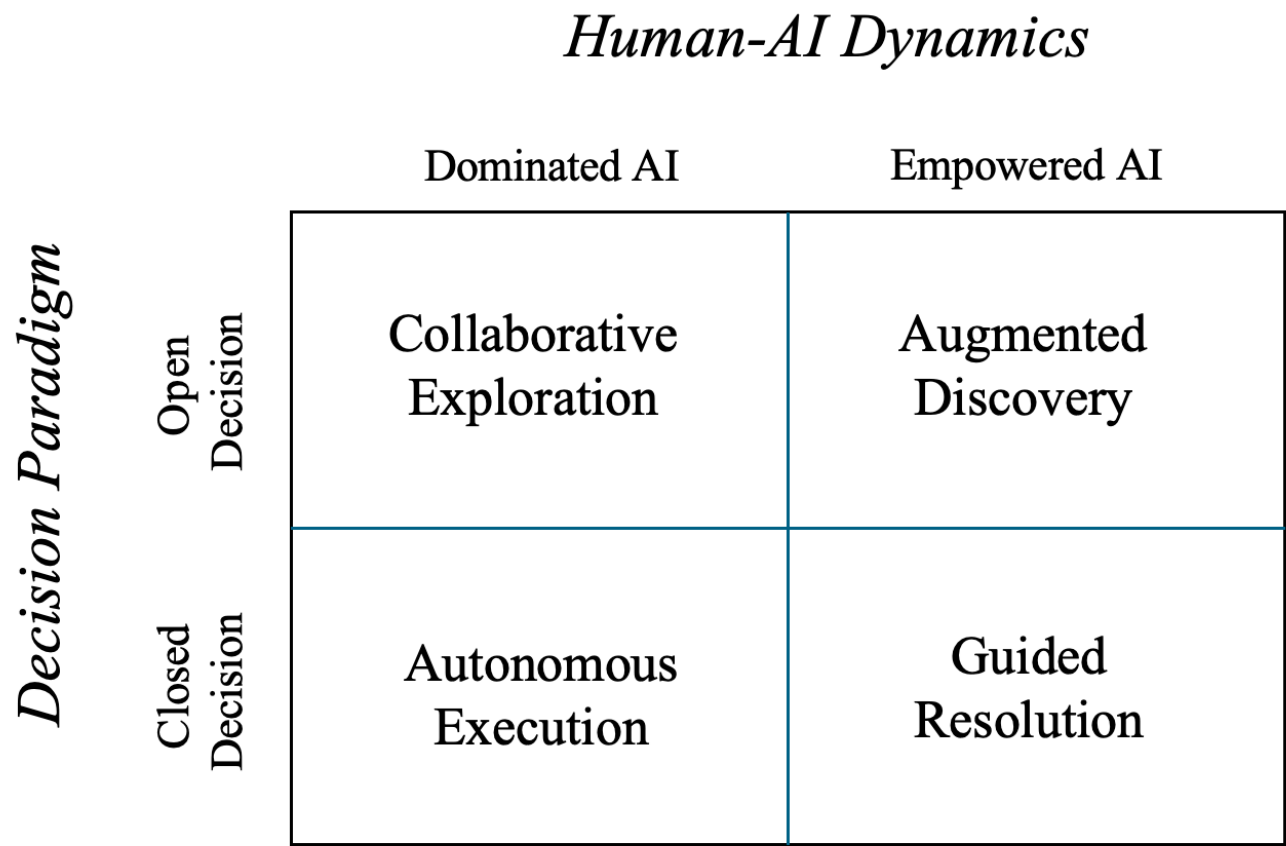 Human-AI Dynamics
Dominated AI
Empowered AI
Decision Paradigm
Open
Decision
Collaborative
Exploration
Augmented
Discovery
Closed
Decision
Autonomous
Execution
Guided
Resolution